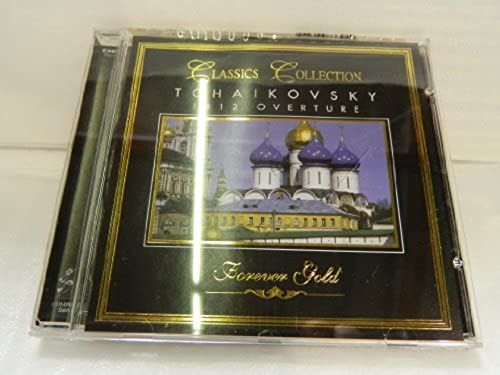 CLASSICS COLLECTION
TCHAIKOVSKY
1812 OVERTURE
Forever Gold